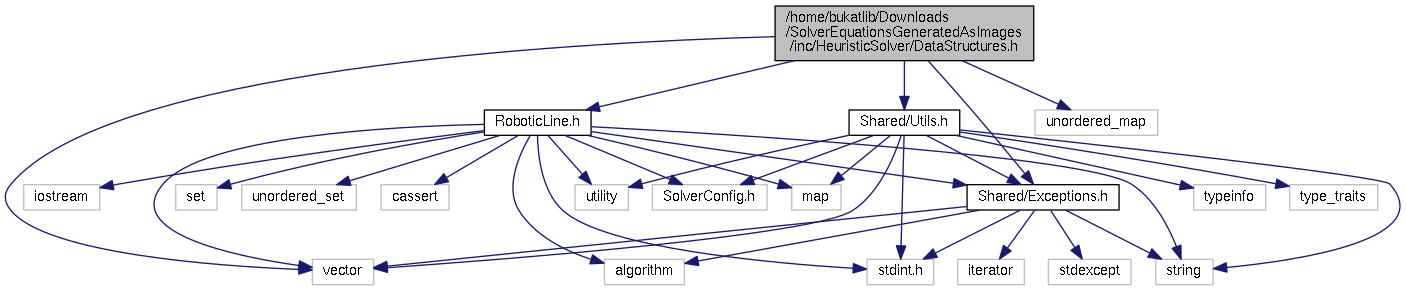 /home/bukatlib/Downloads
/SolverEquationsGeneratedAsImages
/inc/HeuristicSolver/DataStructures.h
RoboticLine.h
Shared/Utils.h
unordered_map
iostream
set
unordered_set
cassert
utility
SolverConfig.h
map
Shared/Exceptions.h
typeinfo
type_traits
vector
algorithm
stdint.h
iterator
stdexcept
string